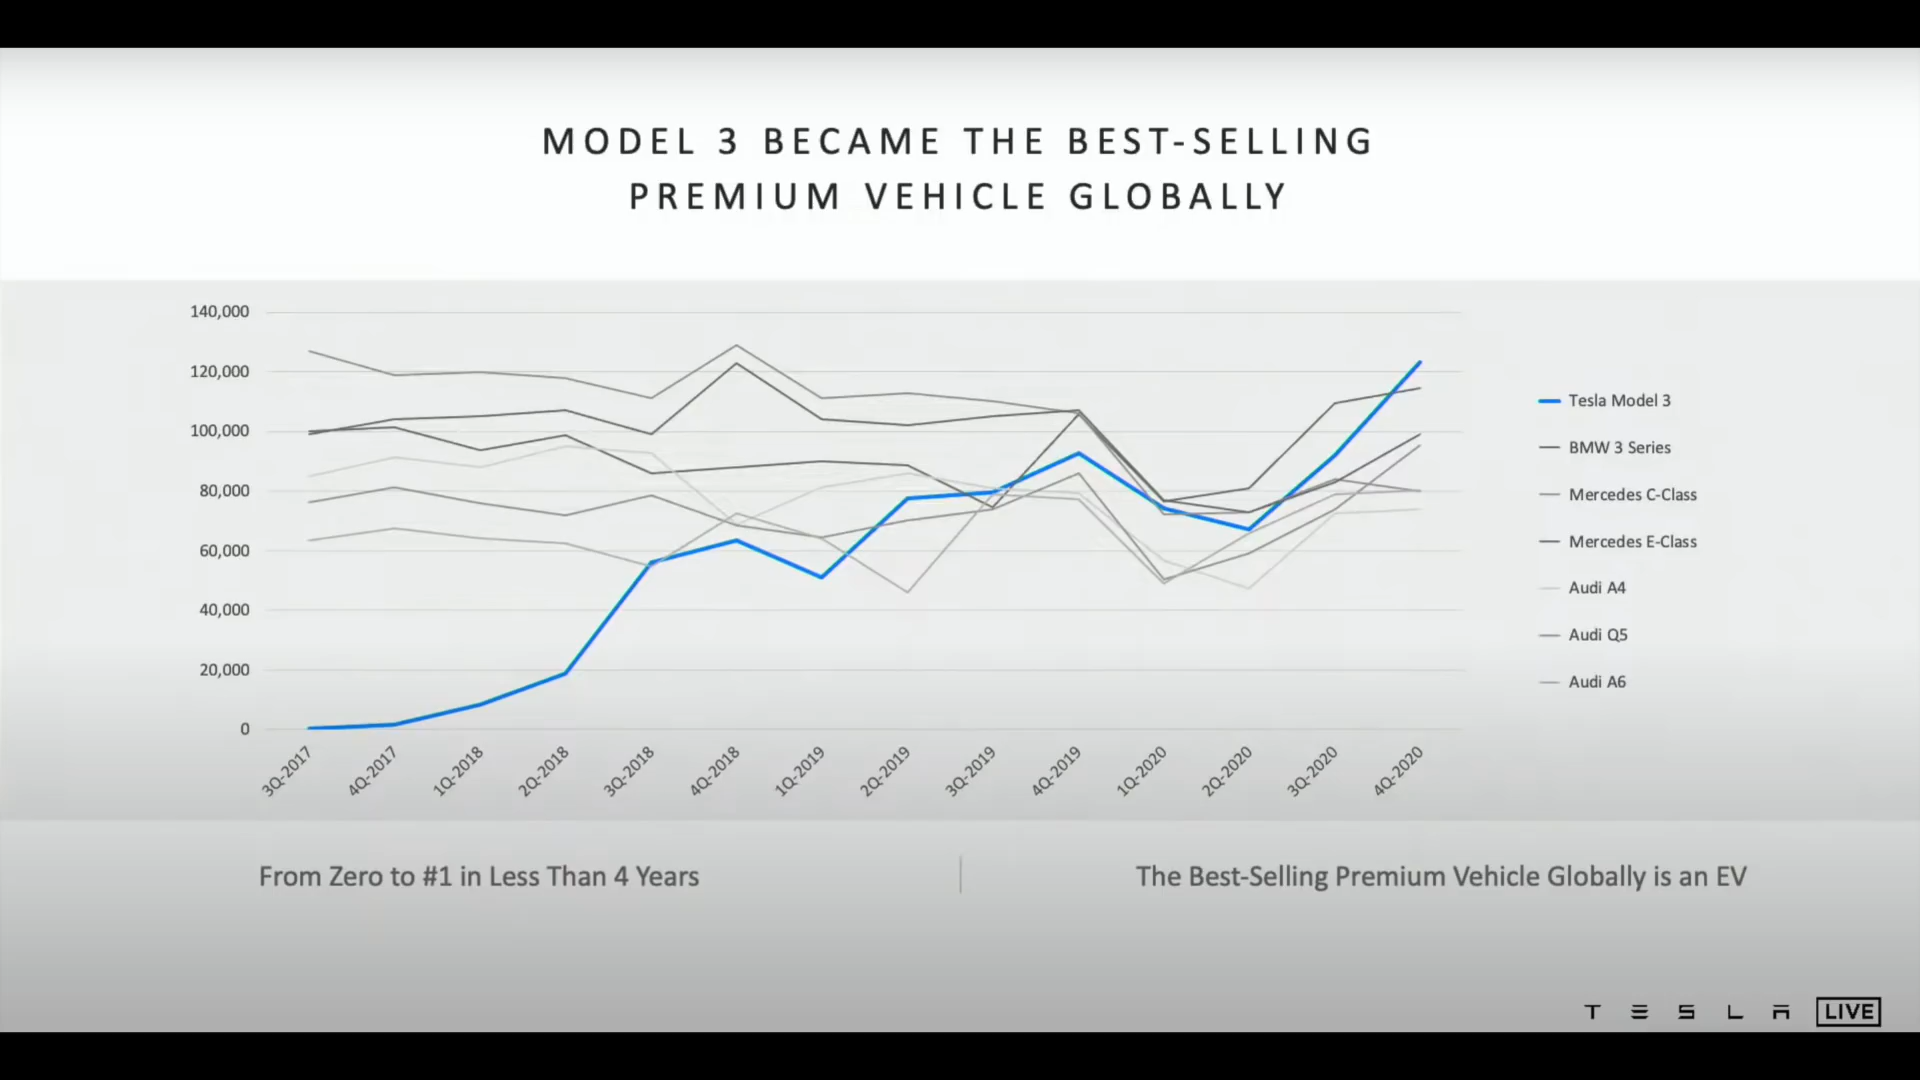 MODEL 3 BECAME THE BEST-SELLING
PREMIUM VEHICLE GLOBALLY
140,000
120,000
100,000
80,000
60,000
40,000
20,000
0
3Q-2017
4Q-2017
1Q-2018
2Q-2018
3Q-2018
4Q-2018
1Q-2019
2Q-2019
3Q-2019
4Q-2019
1Q-2020
2Q-2020
3Q-2020
4Q-2020
Tesla Model 3
BMW 3 Series
Mercedes C-Class
Mercedes E-Class
Audi A4
Audi Q5
Audi A6
From Zero to #1 in Less Than 4 Years
The Best-Selling Premium Vehicle Globally is an EV
TESLA LIVE